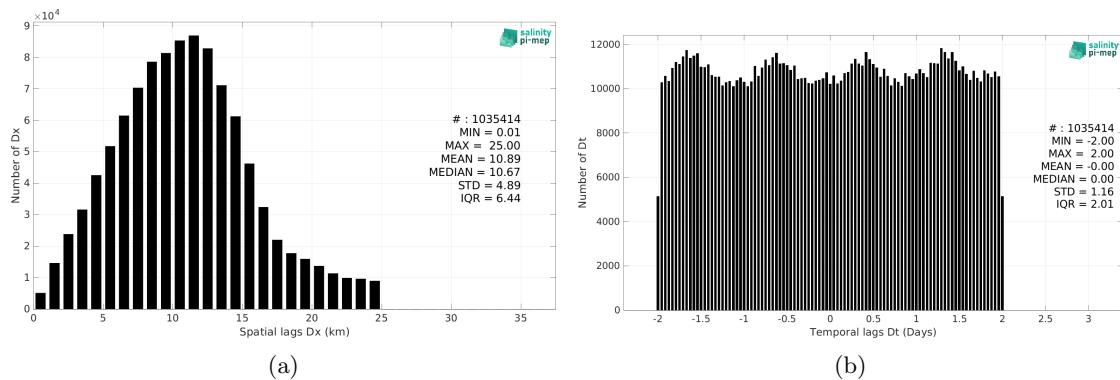 ×10⁴
9
8
7
6
5
4
3
2
1
0
Number of Dx
0 5 10 15 20 25 30 35
Spatial lags Dx (km)
salinity
pi-mep
# : 1035414
MIN = 0.01
MAX = 25.00
MEAN = 10.89
MEDIAN = 10.67
STD = 4.89
IQR = 6.44
(a)
12000
10000
8000
6000
4000
2000
0
Number of Dt
-2 -1.5 -1 -0.5 0 0.5 1 1.5 2 2.5 3
Temporal lags Dt (Days)
salinity
pi-mep
# : 1035414
MIN = -2.00
MAX = 2.00
MEAN = -0.00
MEDIAN = 0.00
STD = 1.16
IQR = 2.01
(b)